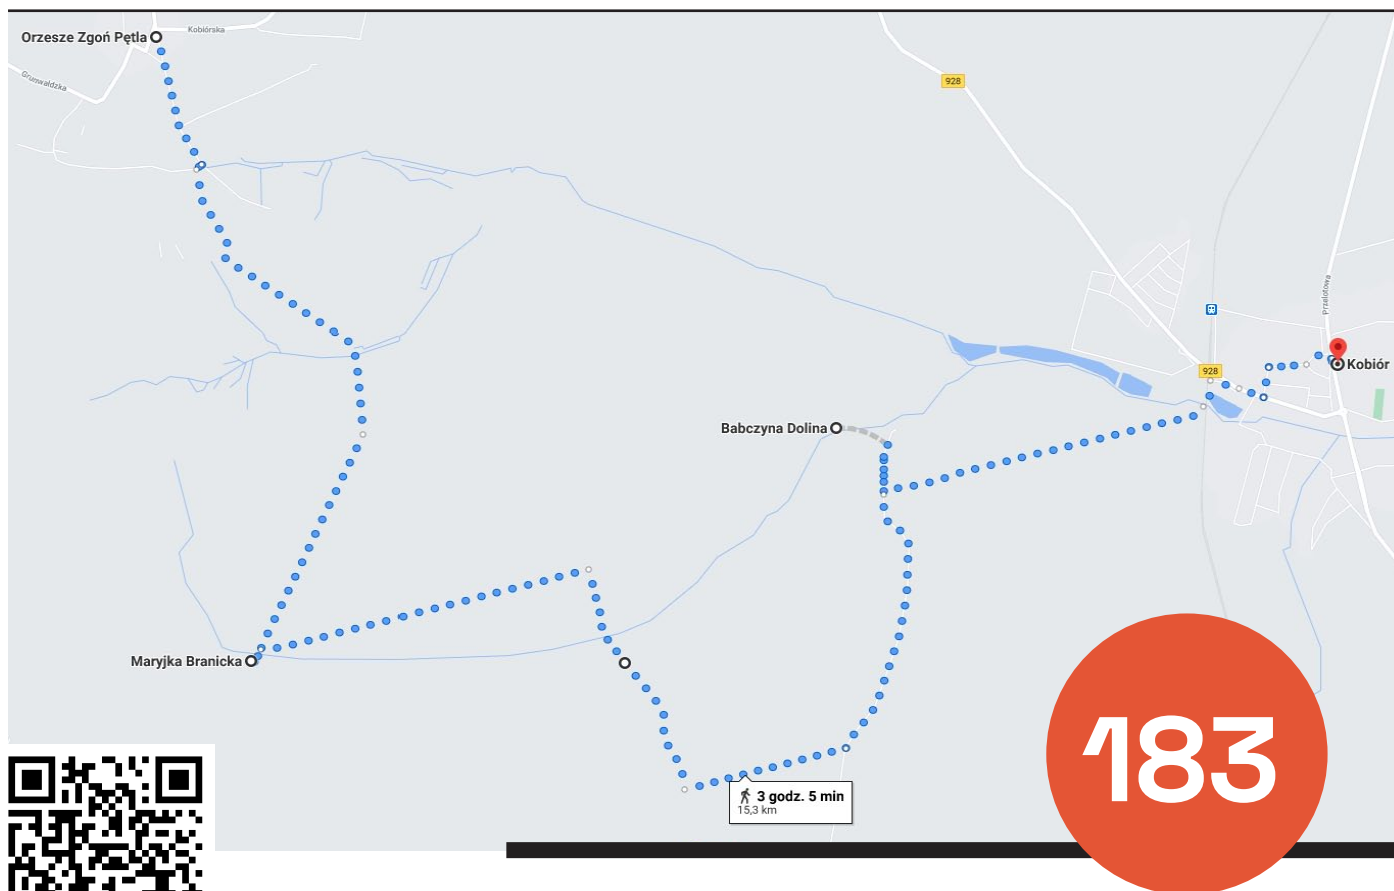 Orzesze Zgoń Pętla
Kobiórska
Grunwaldzka
928
Przelotowa
928
Kobiór
Babczyna Dolina
Maryjka Branicka
3 godz. 5 min
15,3 km
183